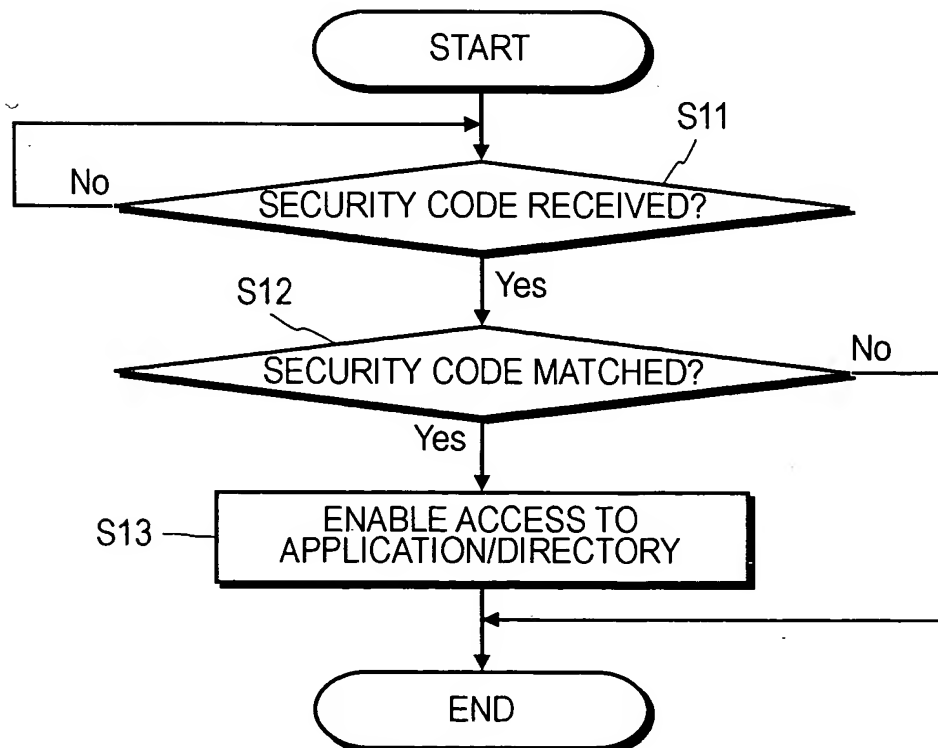 START
S11
No
SECURITY CODE RECEIVED?
Yes
S12
No
SECURITY CODE MATCHED?
Yes
S13
ENABLE ACCESS TO
APPLICATION/DIRECTORY
END